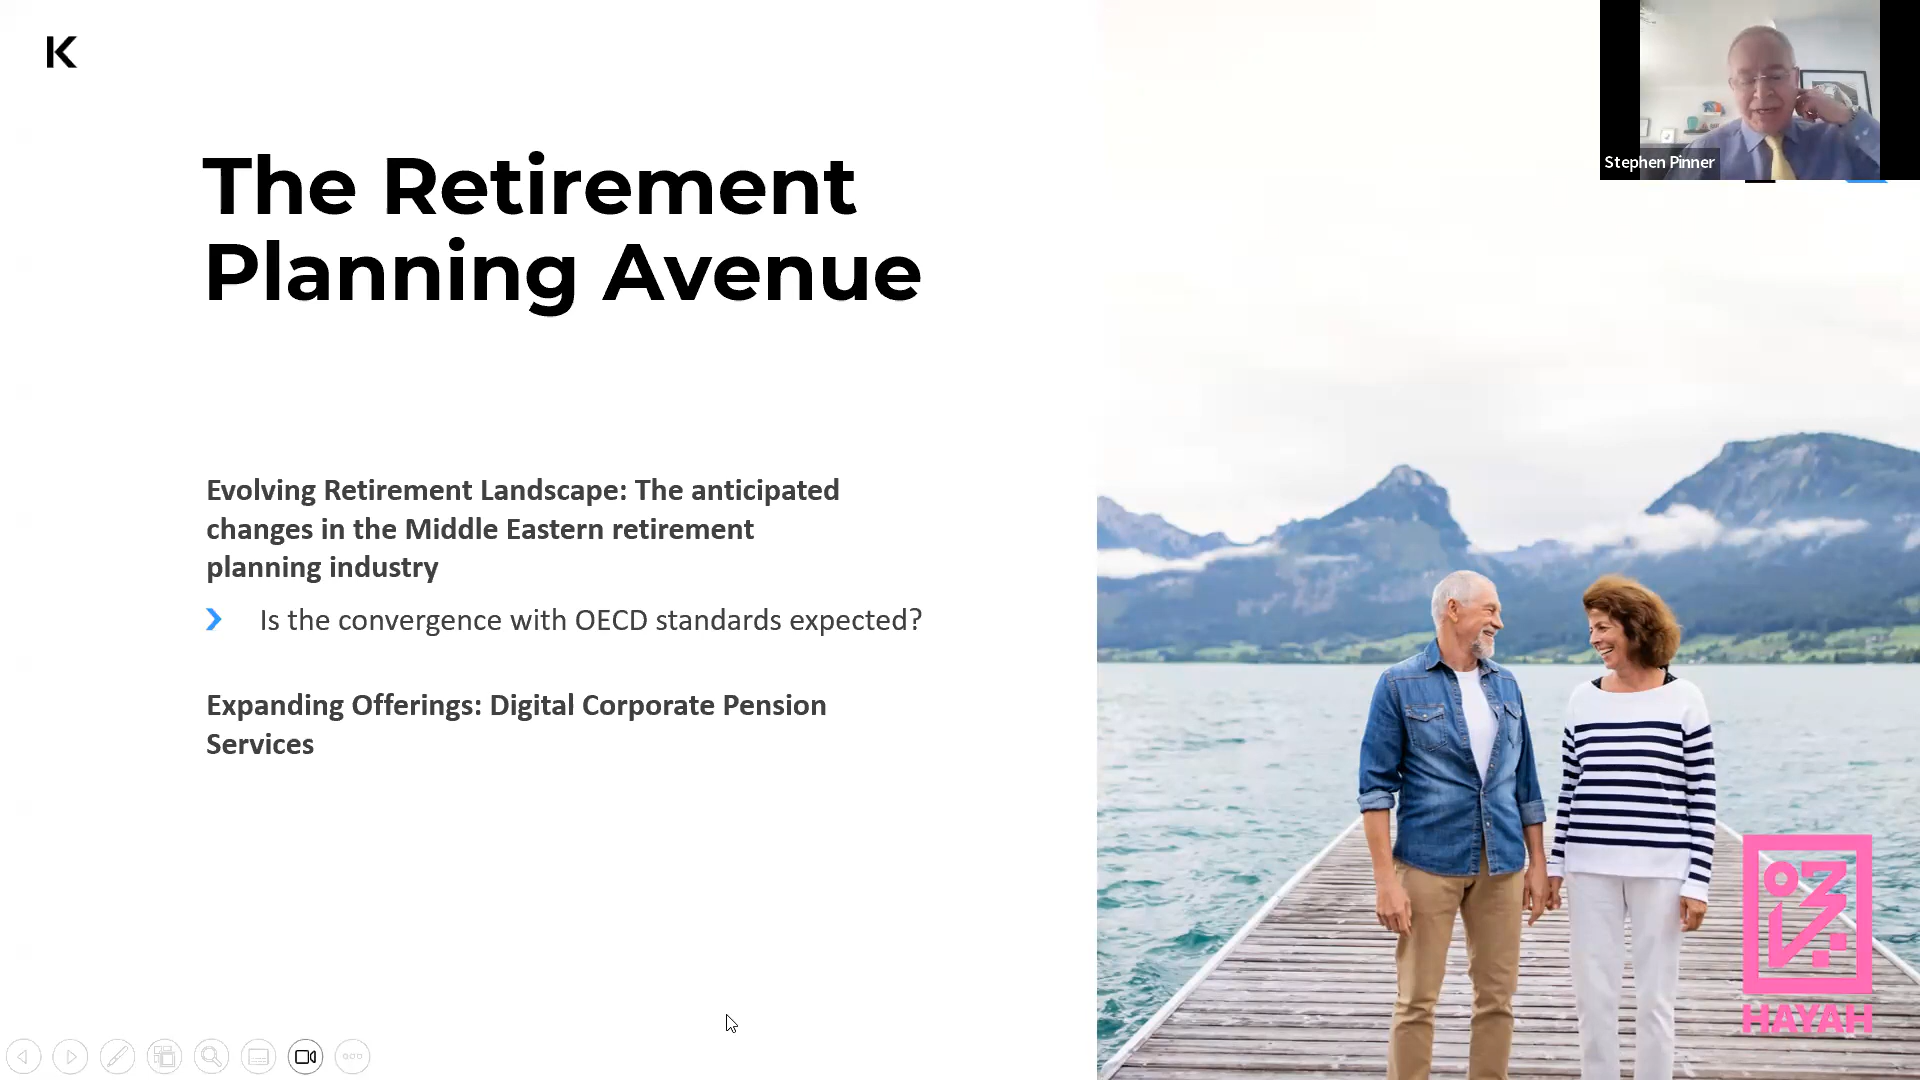 K
Stephen Pinner
The Retirement
Planning Avenue
Evolving Retirement Landscape: The anticipated
changes in the Middle Eastern retirement
planning industry
Is the convergence with OECD standards expected?
Expanding Offerings: Digital Corporate Pension
Services
HAYAH